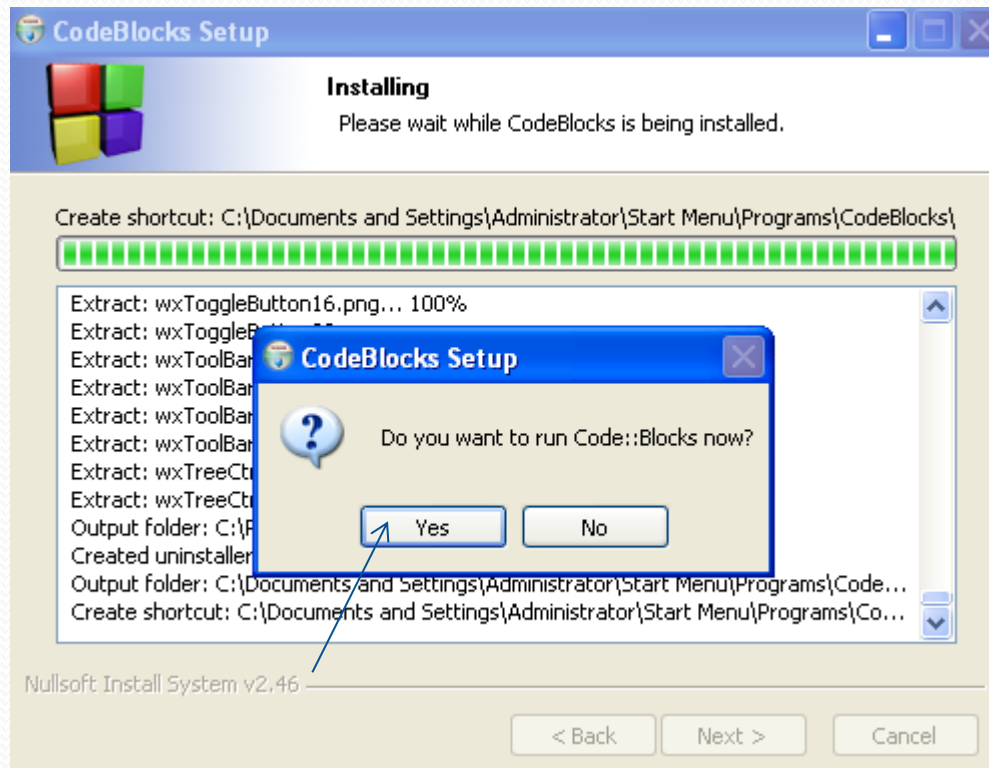 CodeBlocks Setup
Installing
Please wait while CodeBlocks is being installed.
Create shortcut: C:\Documents and Settings\Administrator\Start Menu\Programs\CodeBlocks\
Extract: wxToggleButton16.png... 100%
Extract: wxToggleB
Extract: wxToolBar
Extract: wxToolBar
Extract: wxToolBar
Extract: wxToolBar
Extract: wxTreeCt
Extract: wxTreeCt
Output folder: C:\P
Created uninstaller
Output folder: C:\Documents and Settings\Administrator\Start Menu\Programs\Code...
Create shortcut: C:\Documents and Settings\Administrator\Start Menu\Programs\Co...
CodeBlocks Setup
Do you want to run Code::Blocks now?
Yes No
Nullsoft Install System v2.46
< Back Next > Cancel